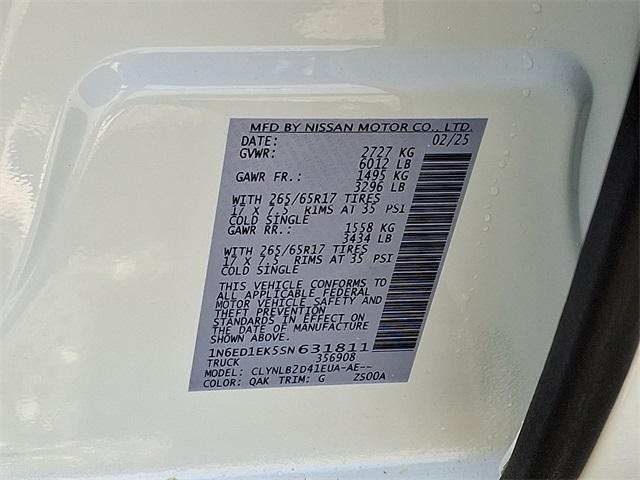 MFD BY NISSAN MOTOR CO., LTD.
DATE: 02/25
GVWR: 2727 KG
6012 LB
GAWR FR.: 1495 KG
3296 LB
WITH 265/65R17 TIRES
17 X 7.5 RIMS AT 35 PSI
COLD SINGLE
GAWR RR.: 1558 KG
3434 LB
WITH 265/65R17 TIRES
17 X 7.5 RIMS AT 35 PSI
COLD SINGLE
THIS VEHICLE CONFORMS TO
ALL APPLICABLE FEDERAL
MOTOR VEHICLE SAFETY AND
THEFT PREVENTION
STANDARDS IN EFFECT ON
THE DATE OF MANUFACTURE
SHOWN ABOVE.
1N6ED1EK5SN631811
TRUCK 356908
MODEL: CLYNLB2D41EUA-AE--
COLOR: QAK TRIM: G ZS00A